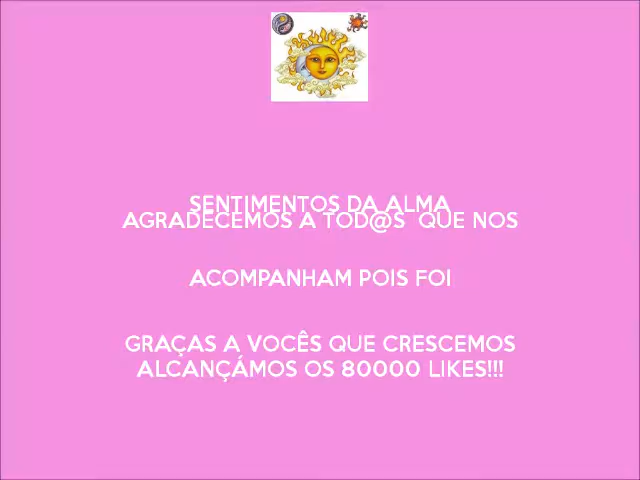 SENTIMENTOS DA ALMA
AGRADECEMOS A TOD@S QUE NOS
ACOMPANHAM POIS FOI
GRAÇAS A VOCÊS QUE CRESCEMOS
ALCANÇÁMOS OS 80000 LIKES!!!